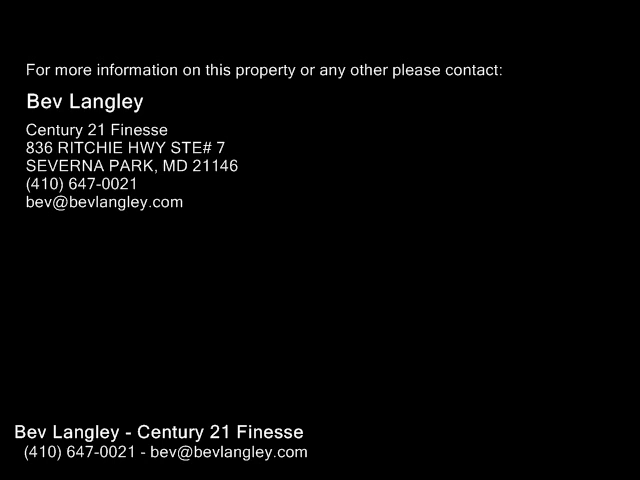 For more information on this property or any other please contact:
Bev Langley
Century 21 Finesse
836 RITCHIE HWY STE# 7
SEVERNA PARK, MD 21146
(410) 647-0021
bev@bevlangley.com
Bev Langley - Century 21 Finesse
(410) 647-0021 - bev@bevlangley.com